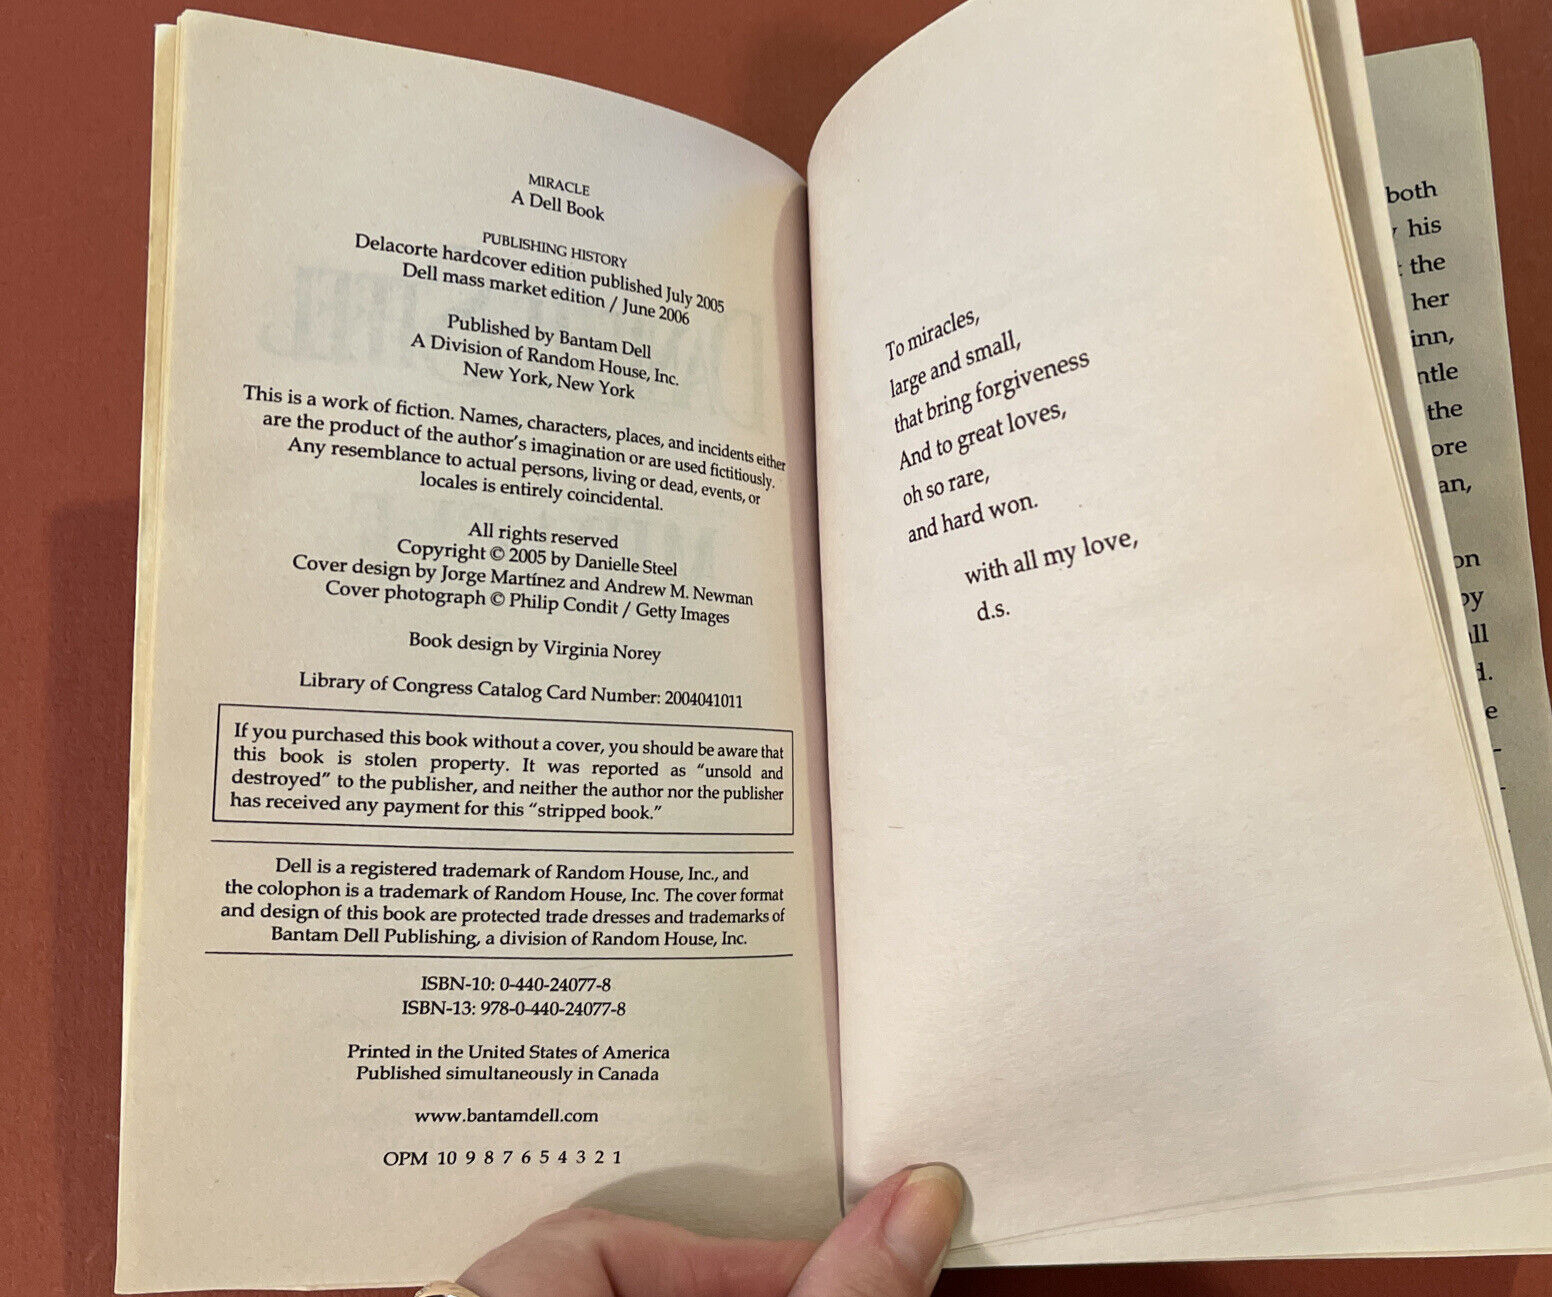 MIRACLE
A Dell Book
PUBLISHING HISTORY
Delacorte hardcover edition published July 2005
Dell mass market edition / June 2006
Published by Bantam Dell
A Division of Random House, Inc.
New York, New York
This is a work of fiction. Names, characters, places, and incidents either
are the product of the author's imagination or are used fictitiously.
Any resemblance to actual persons, living or dead, events, or
locales is entirely coincidental.
All rights reserved
Copyright © 2005 by Danielle Steel
Cover design by Jorge Martínez and Andrew M. Newman
Cover photograph © Philip Condit / Getty Images
Book design by Virginia Norey
Library of Congress Catalog Card Number: 2004041011
If you purchased this book without a cover, you should be aware that
this book is stolen property. It was reported as “unsold and
destroyed” to the publisher, and neither the author nor the publisher
has received any payment for this “stripped book.”
Dell is a registered trademark of Random House, Inc., and
the colophon is a trademark of Random House, Inc. The cover format
and design of this book are protected trade dresses and trademarks of
Bantam Dell Publishing, a division of Random House, Inc.
ISBN-10: 0-440-24077-8
ISBN-13: 978-0-440-24077-8
Printed in the United States of America
Published simultaneously in Canada
www.bantamdell.com
OPM 10 9 8 7 6 5 4 3 2 1
To miracles,
large and small,
that bring forgiveness
And to great loves,
oh so rare,
and hard won.
with all my love,
d.s.
both
his
the
her
inn,
ntle
the
ore
an,
on
by
all
d.
e